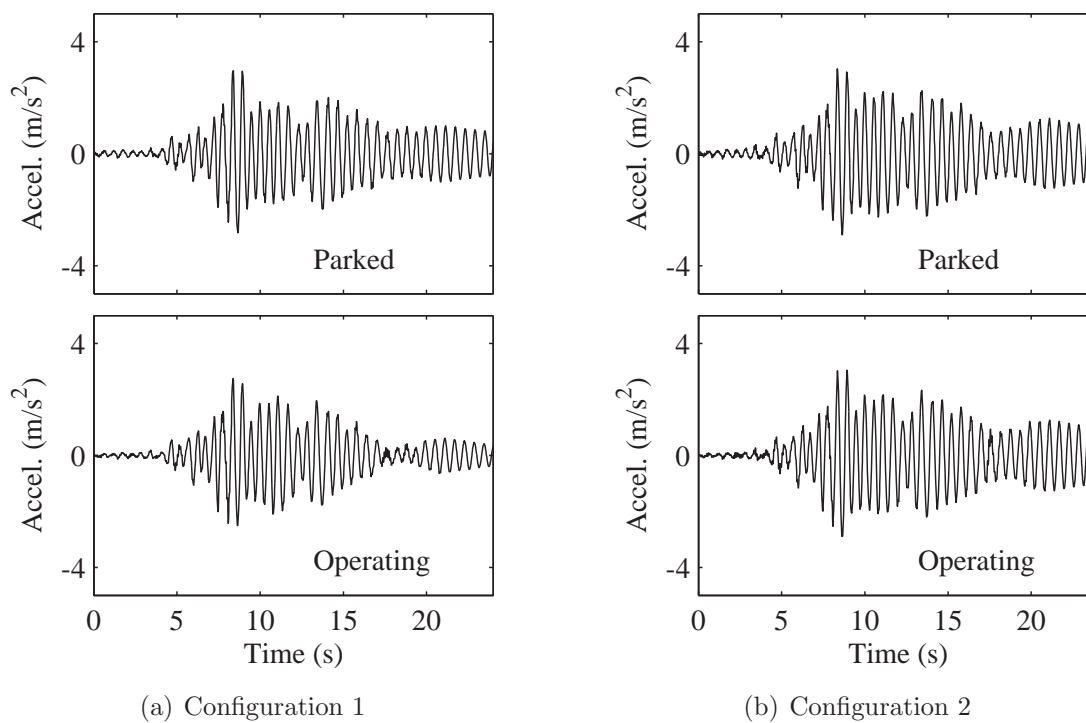 4
0
-4
Accel. (m/s²)
Parked
4
0
-4
Accel. (m/s²)
Operating
0 5 10 15 20
Time (s)
(a) Configuration 1
4
0
-4
Accel. (m/s²)
Parked
4
0
-4
Accel. (m/s²)
Operating
0 5 10 15 20
Time (s)
(b) Configuration 2